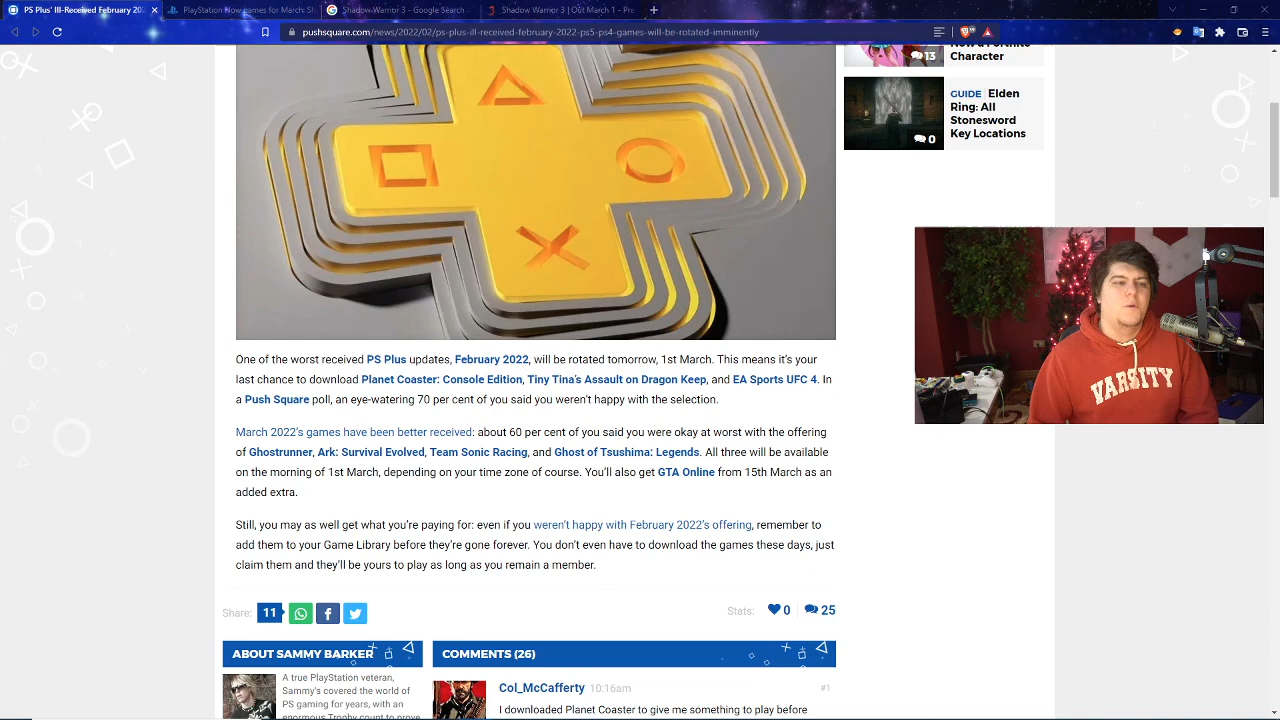 PS Plus' Ill-Received February 202
PlayStation Now games for March: Sh
Shadow Warrior 3 - Google Search
Shadow Warrior 3 | Out March 1 - Pre
pushsquare.com/news/2022/02/ps-plus-ill-received-february-2022-ps5-ps4-games-will-be-rotated-imminently
Now a Fortnite
Character
13
GUIDE Elden
Ring: All
Stonesword
Key Locations
0
VARSITY
One of the worst received PS Plus updates, February 2022, will be rotated tomorrow, 1st March. This means it's your
last chance to download Planet Coaster: Console Edition, Tiny Tina's Assault on Dragon Keep, and EA Sports UFC 4. In
a Push Square poll, an eye-watering 70 per cent of you said you weren't happy with the selection.
March 2022's games have been better received: about 60 per cent of you said you were okay at worst with the offering
of Ghostrunner, Ark: Survival Evolved, Team Sonic Racing, and Ghost of Tsushima: Legends. All three will be available
on the morning of 1st March, depending on your time zone of course. You'll also get GTA Online from 15th March as an
added extra.
Still, you may as well get what you're paying for: even if you weren't happy with February 2022's offering, remember to
add them to your Game Library before they're gone forever. You don't even have to download the games these days, just
claim them and they'll be yours to play as long as you remain a member.
Share: 11
Stats: 0 25
ABOUT SAMMY BARKER
COMMENTS (26)
A true PlayStation veteran,
Sammy's covered the world of
PS gaming for years, with an
enormous Trophy count to prove
Col_McCafferty 10:16am #1
I downloaded Planet Coaster to give me something to play before